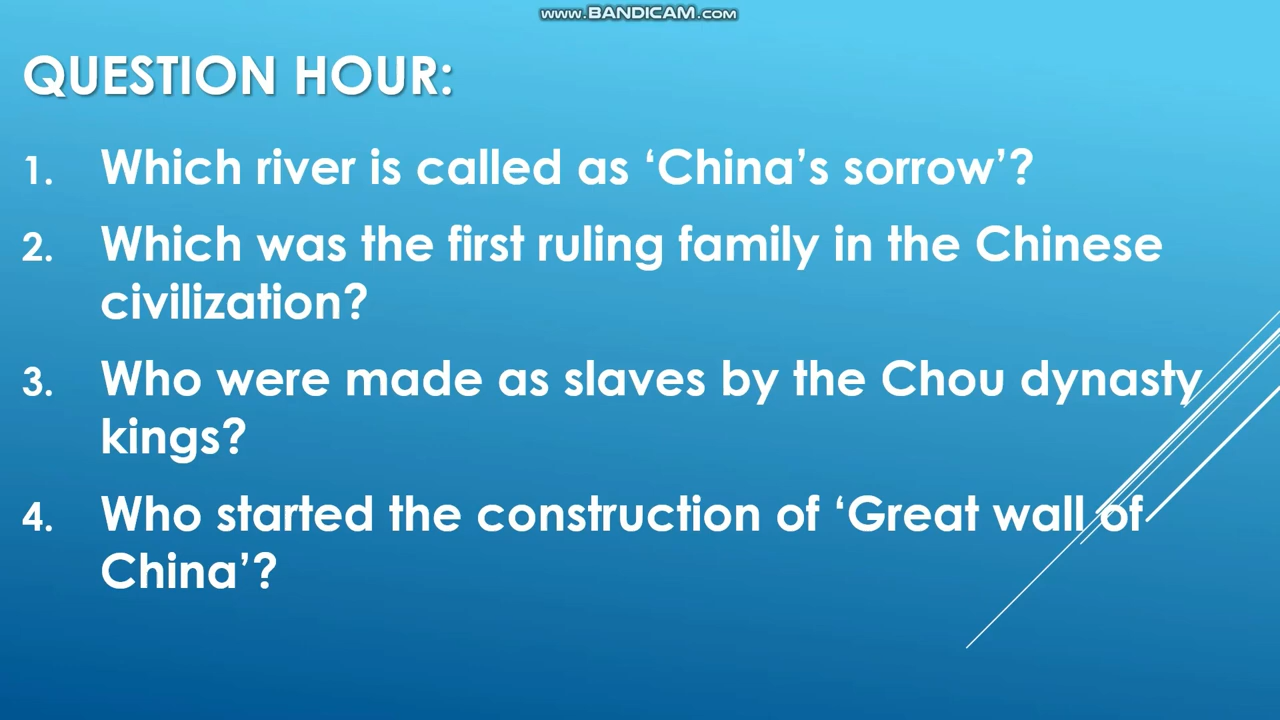 www.BANDICAM.com
QUESTION HOUR:
1. Which river is called as ‘China’s sorrow’?
2. Which was the first ruling family in the Chinese
civilization?
3. Who were made as slaves by the Chou dynasty
kings?
4. Who started the construction of ‘Great wall of
China’?